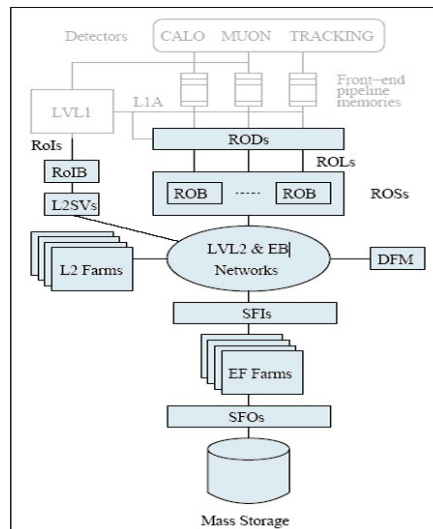 Detectors
CALO MUON TRACKING
Front-end
pipeline
memories
LVL1
L1A
RoIs
RODs
ROLs
RoIB
ROB ROB
ROSs
L2SVs
LVL2 & EB
Networks
L2 Farms
DFM
SFIs
EF Farms
SFOs
Mass Storage